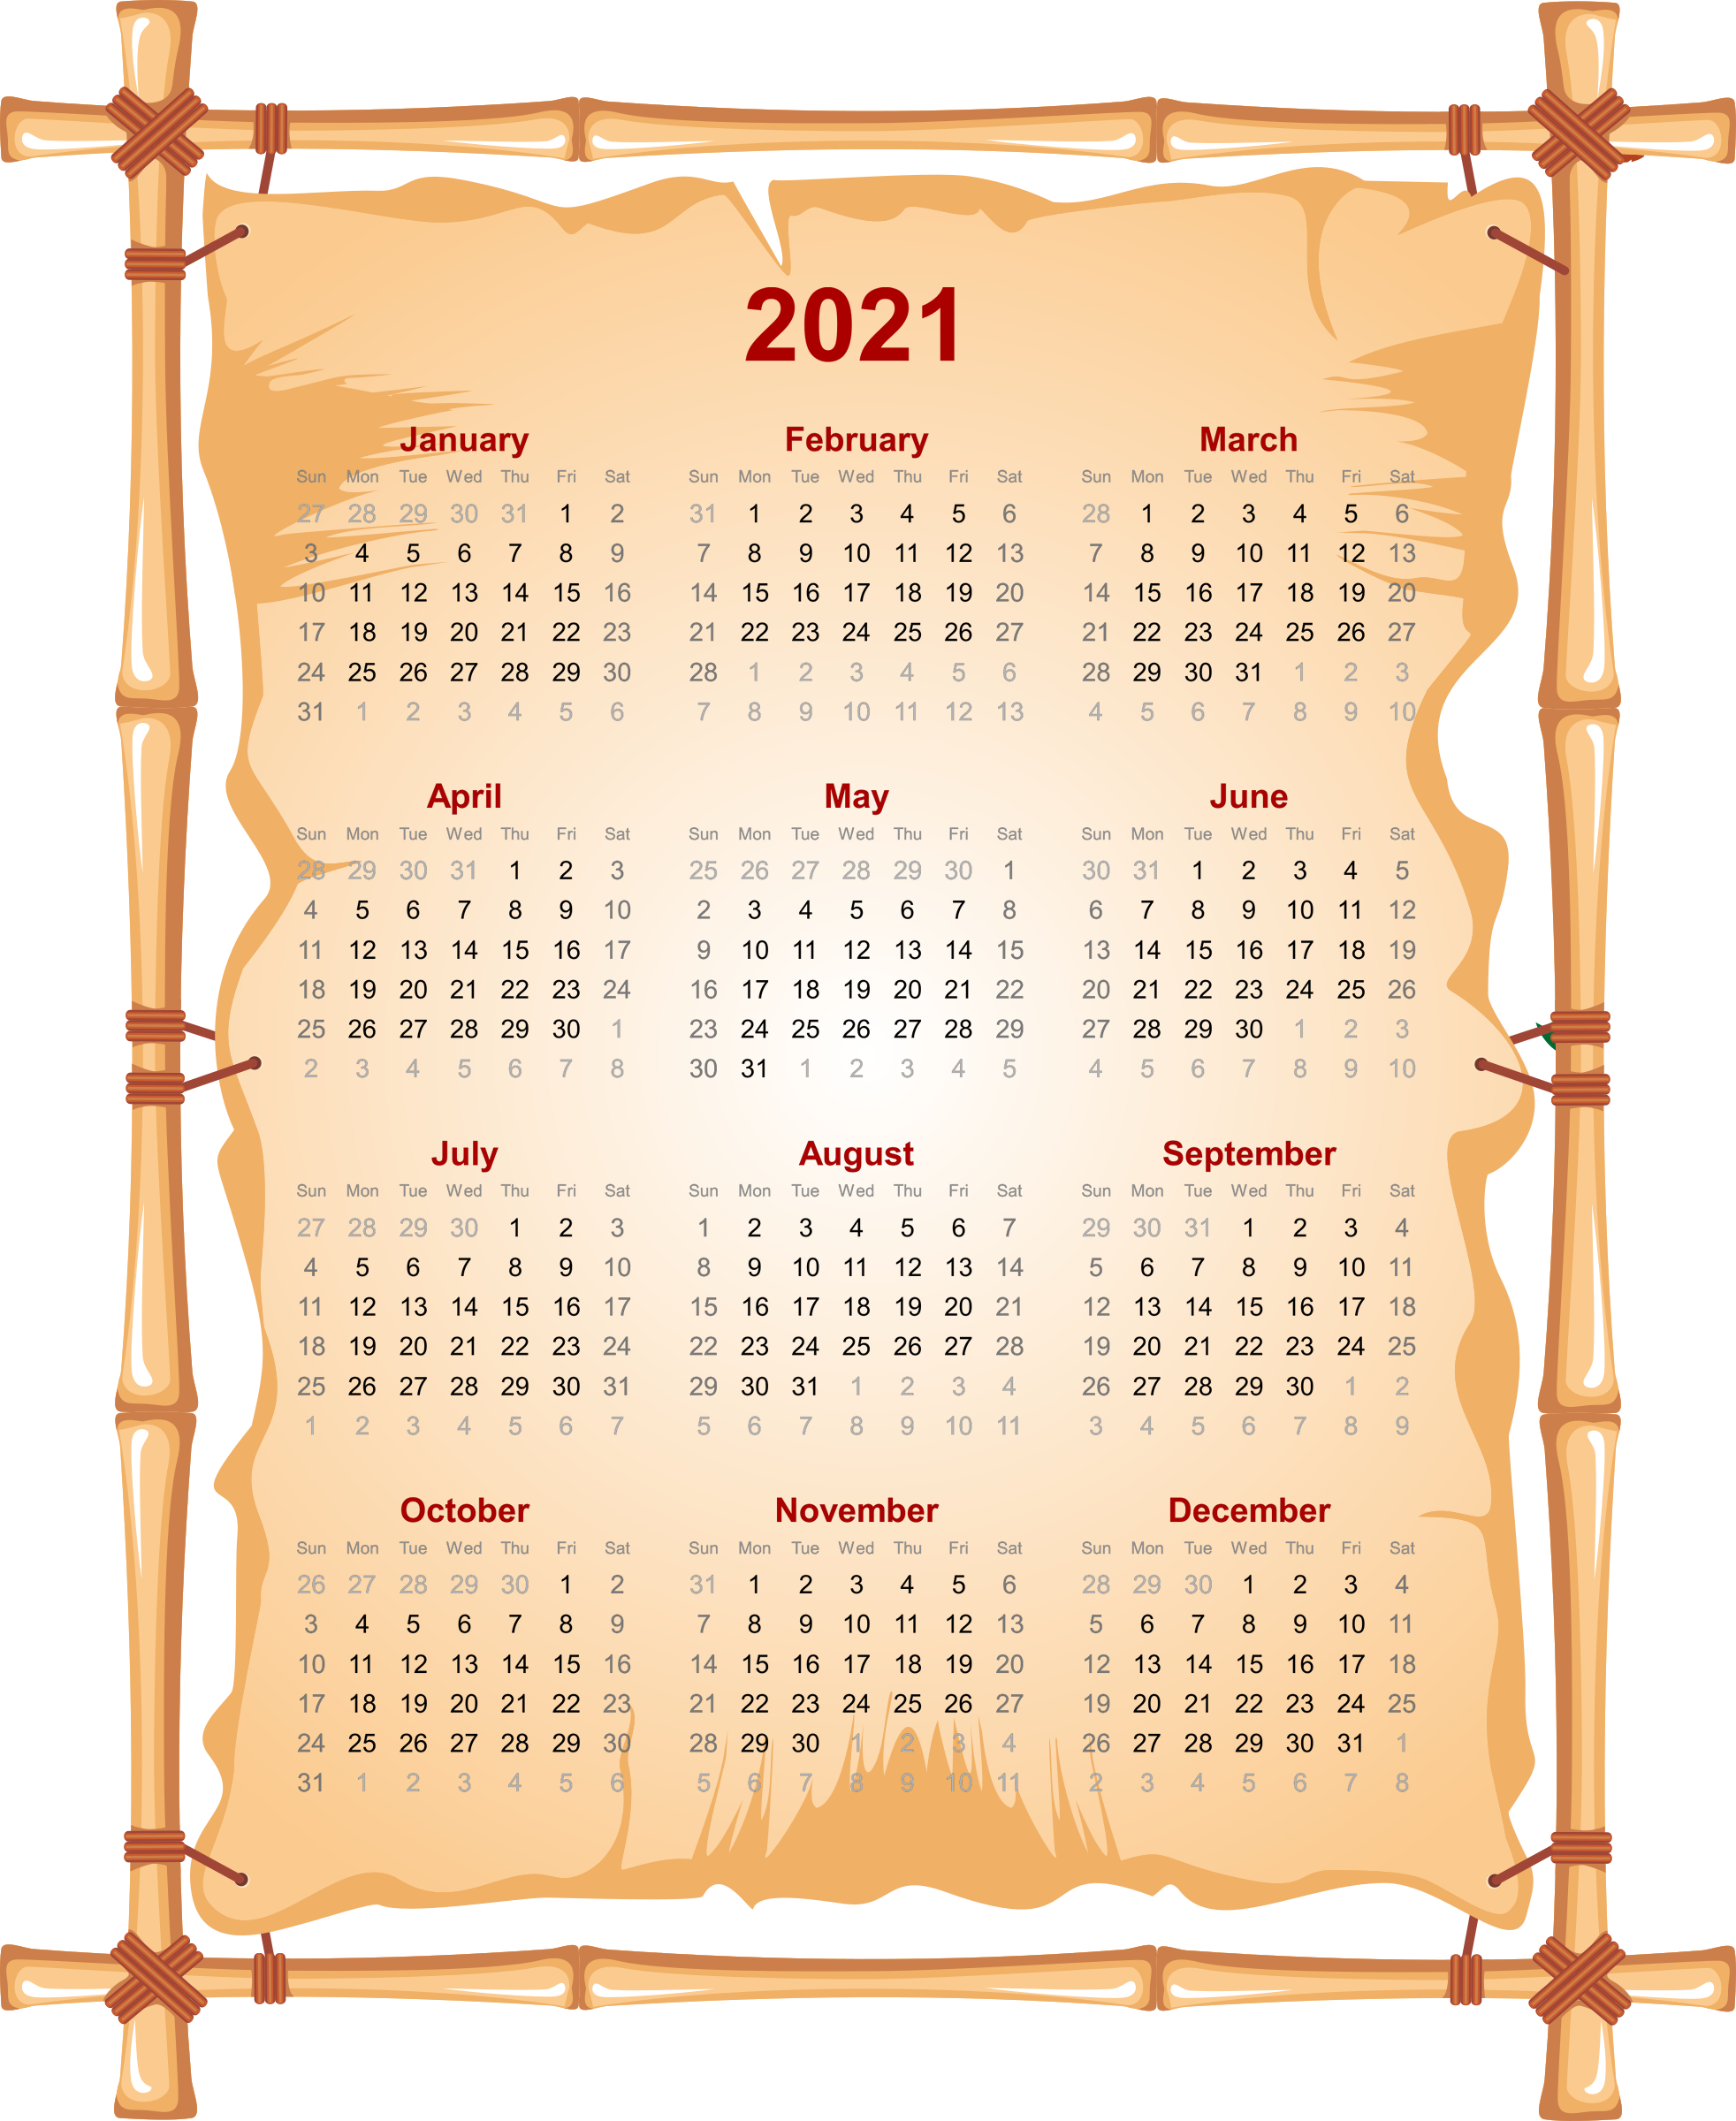 2021
January February March
Sun Mon Tue Wed Thu Fri Sat Sun Mon Tue Wed Thu Fri Sat Sun Mon Tue Wed Thu Fri Sat
27 28 29 30 31 1 2 31 1 2 3 4 5 6 28 1 2 3 4 5 6
3 4 5 6 7 8 9 7 8 9 10 11 12 13 7 8 9 10 11 12 13
10 11 12 13 14 15 16 14 15 16 17 18 19 20 14 15 16 17 18 19 20
17 18 19 20 21 22 23 21 22 23 24 25 26 27 21 22 23 24 25 26 27
24 25 26 27 28 29 30 28 1 2 3 4 5 6 28 29 30 31 1 2 3
31 1 2 3 4 5 6 7 8 9 10 11 12 13 4 5 6 7 8 9 10
April May June
Sun Mon Tue Wed Thu Fri Sat Sun Mon Tue Wed Thu Fri Sat Sun Mon Tue Wed Thu Fri Sat
28 29 30 31 1 2 3 25 26 27 28 29 30 1 30 31 1 2 3 4 5
4 5 6 7 8 9 10 2 3 4 5 6 7 8 6 7 8 9 10 11 12
11 12 13 14 15 16 17 9 10 11 12 13 14 15 13 14 15 16 17 18 19
18 19 20 21 22 23 24 16 17 18 19 20 21 22 20 21 22 23 24 25 26
25 26 27 28 29 30 1 23 24 25 26 27 28 29 27 28 29 30 1 2 3
2 3 4 5 6 7 8 30 31 1 2 3 4 5 4 5 6 7 8 9 10
July August September
Sun Mon Tue Wed Thu Fri Sat Sun Mon Tue Wed Thu Fri Sat Sun Mon Tue Wed Thu Fri Sat
27 28 29 30 1 2 3 1 2 3 4 5 6 7 29 30 31 1 2 3 4
4 5 6 7 8 9 10 8 9 10 11 12 13 14 5 6 7 8 9 10 11
11 12 13 14 15 16 17 15 16 17 18 19 20 21 12 13 14 15 16 17 18
18 19 20 21 22 23 24 22 23 24 25 26 27 28 19 20 21 22 23 24 25
25 26 27 28 29 30 31 29 30 31 1 2 3 4 26 27 28 29 30 1 2
1 2 3 4 5 6 7 5 6 7 8 9 10 11 3 4 5 6 7 8 9
October November December
Sun Mon Tue Wed Thu Fri Sat Sun Mon Tue Wed Thu Fri Sat Sun Mon Tue Wed Thu Fri Sat
26 27 28 29 30 1 2 31 1 2 3 4 5 6 28 29 30 1 2 3 4
3 4 5 6 7 8 9 7 8 9 10 11 12 13 5 6 7 8 9 10 11
10 11 12 13 14 15 16 14 15 16 17 18 19 20 12 13 14 15 16 17 18
17 18 19 20 21 22 23 21 22 23 24 25 26 27 19 20 21 22 23 24 25
24 25 26 27 28 29 30 28 29 30 1 2 3 4 26 27 28 29 30 31 1
31 1 2 3 4 5 6 5 6 7 8 9 10 11 2 3 4 5 6 7 8